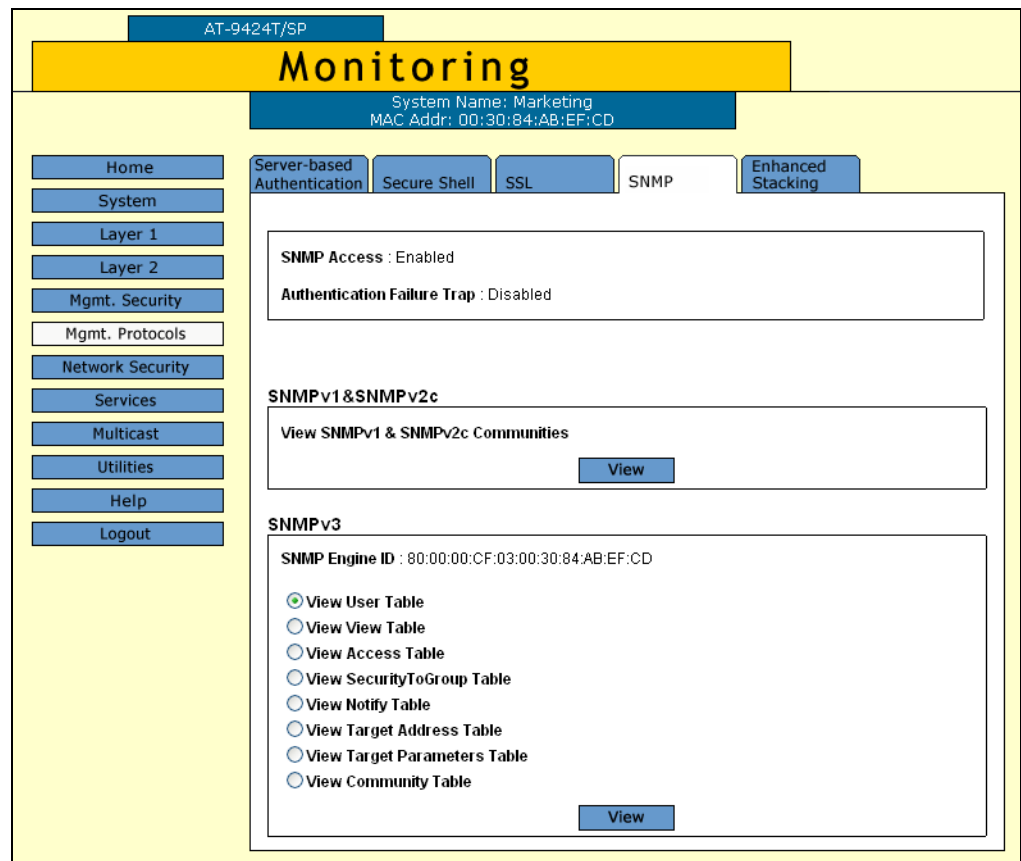 AT-9424T/SP
Monitoring
System Name: Marketing
MAC Addr: 00:30:84:AB:EF:CD
Home
System
Layer 1
Layer 2
Mgmt. Security
Mgmt. Protocols
Network Security
Services
Multicast
Utilities
Help
Logout
Server-based
Authentication
Secure Shell
SSL
SNMP
Enhanced
Stacking
SNMP Access : Enabled
Authentication Failure Trap : Disabled
SNMPv1&SNMPv2c
View SNMPv1 & SNMPv2c Communities
View
SNMPv3
SNMP Engine ID : 80:00:00:CF:03:00:30:84:AB:EF:CD
View User Table
View View Table
View Access Table
View SecurityToGroup Table
View Notify Table
View Target Address Table
View Target Parameters Table
View Community Table
View